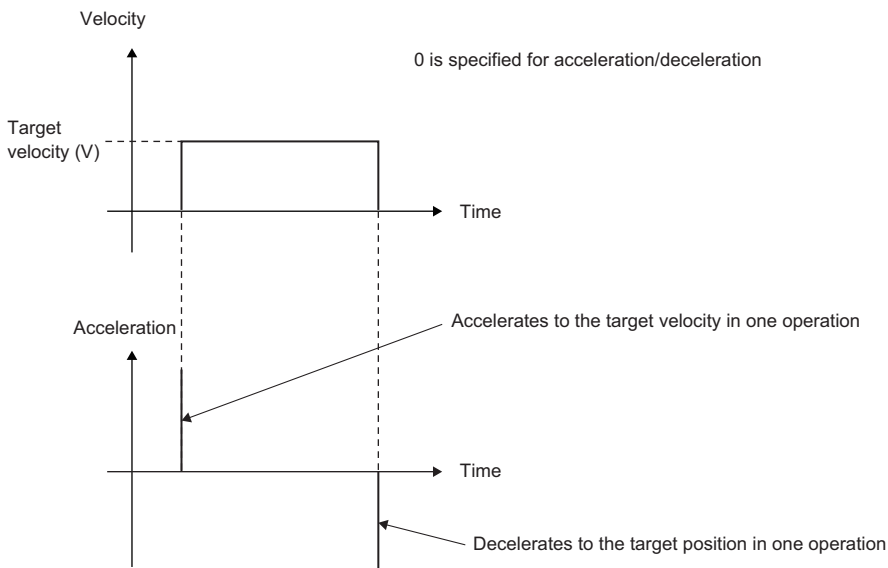 Velocity
0 is specified for acceleration/deceleration
Target
velocity (V)
Time
Acceleration
Accelerates to the target velocity in one operation
Time
Decelerates to the target position in one operation